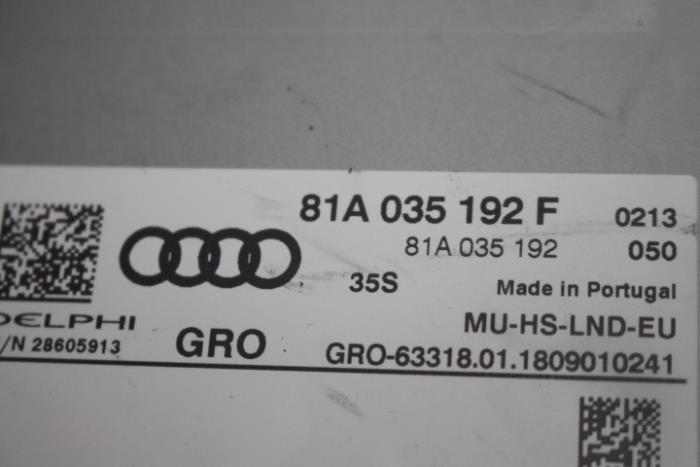 81A 035 192 F 0213
81A 035 192 050
35S Made in Portugal
DELPHI MU-HS-LND-EU
/N 28605913 GRO GRO-63318.01.1809010241